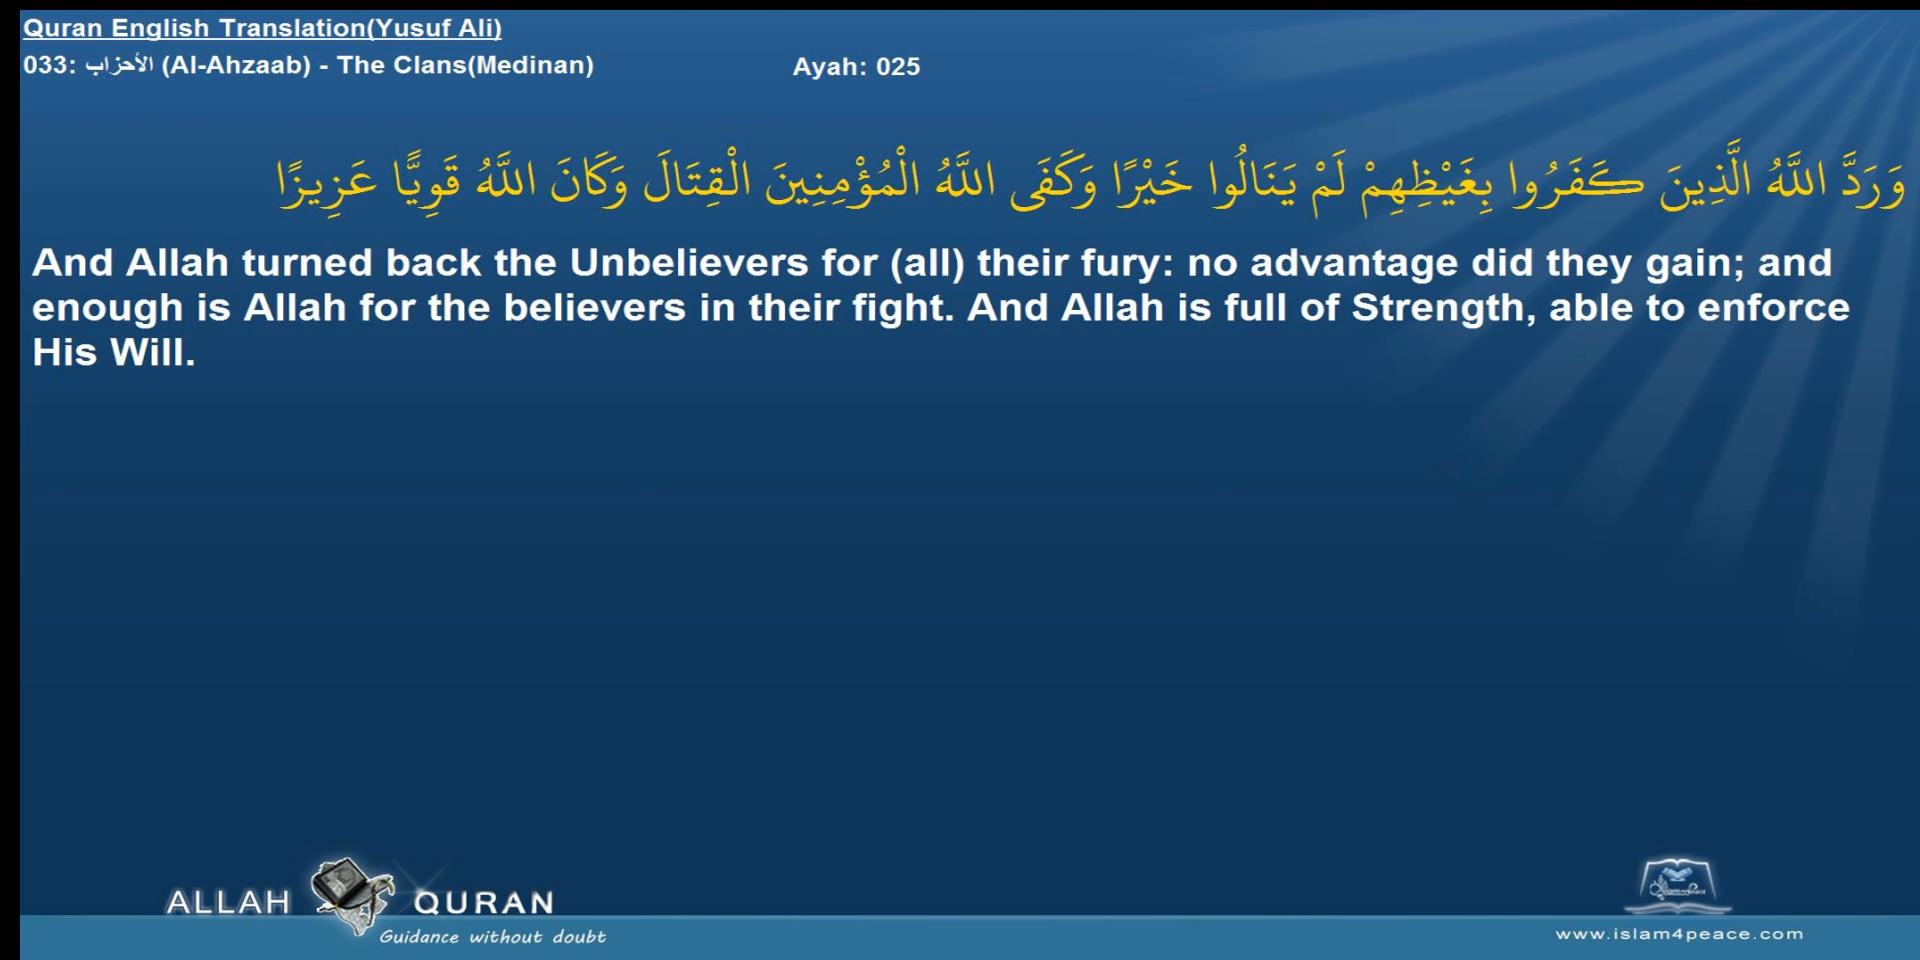 Quran English Translation(Yusuf Ali)
033: الأحزاب (Al-Ahzaab) - The Clans(Medinan) Ayah: 025
وَرَدَّ اللَّهُ الَّذِينَ كَفَرُوا بِغَيْظِهِمْ لَمْ يَنَالُوا خَيْرًا وَكَفَى اللَّهُ الْمُؤْمِنِينَ الْقِتَالَ وَكَانَ اللَّهُ قَوِيًّا عَزِيزًا
And Allah turned back the Unbelievers for (all) their fury: no advantage did they gain; and
enough is Allah for the believers in their fight. And Allah is full of Strength, able to enforce
His Will.
ALLAH QURAN
Guidance without doubt
www.islam4peace.com